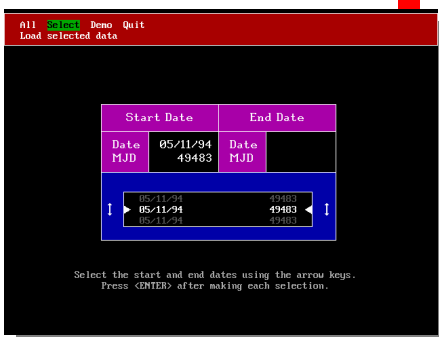 All Select Demo Quit
Load selected data
Start Date End Date
Date 05/11/94 Date
MJD 49483 MJD
05/11/94 49483
05/11/94 49483
05/11/94 49483
Select the start and end dates using the arrow keys.
Press <ENTER> after making each selection.